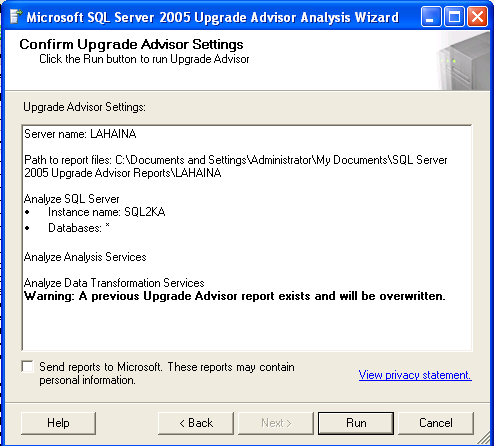 Microsoft SQL Server 2005 Upgrade Advisor Analysis Wizard
Confirm Upgrade Advisor Settings
Click the Run button to run Upgrade Advisor
Upgrade Advisor Settings:
Server name: LAHAINA
Path to report files: C:\Documents and Settings\Administrator\My Documents\SQL Server
2005 Upgrade Advisor Reports\LAHAINA
Analyze SQL Server
• Instance name: SQL2KA
• Databases: *
Analyze Analysis Services
Analyze Data Transformation Services
Warning: A previous Upgrade Advisor report exists and will be overwritten.
Send reports to Microsoft. These reports may contain
personal information.
View privacy statement.
Help
< Back
Next >
Run
Cancel